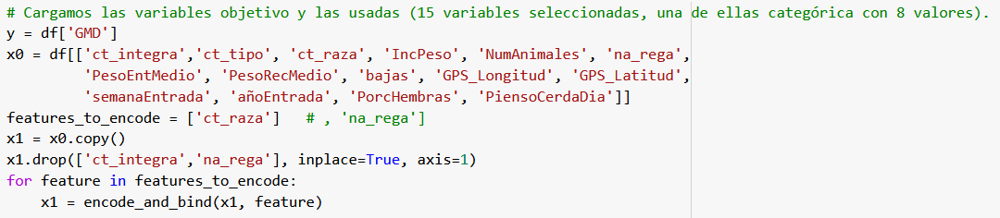 # Cargamos las variables objetivo y las usadas (15 variables seleccionadas, una de ellas categórica con 8 valores).
y = df['GMD']
x0 = df[['ct_integra','ct_tipo', 'ct_raza', 'IncPeso', 'NumAnimales', 'na_rega',
'PesoEntMedio', 'PesoRecMedio', 'bajas', 'GPS_Longitud', 'GPS_Latitud',
'semanaEntrada', 'añoEntrada', 'PorcHembras', 'PiensoCerdaDia']]
features_to_encode = ['ct_raza']   # , 'na_rega']
x1 = x0.copy()
x1.drop(['ct_integra','na_rega'], inplace=True, axis=1)
for feature in features_to_encode:
    x1 = encode_and_bind(x1, feature)